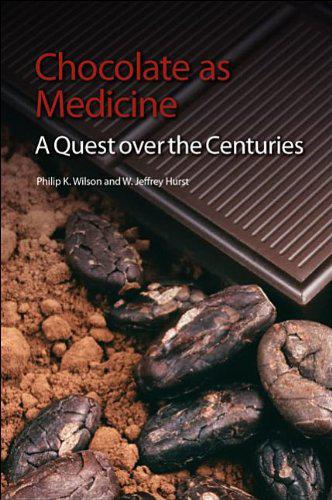 Chocolate as
Medicine
A Quest over the Centuries
Philip K. Wilson and W. Jeffrey Hurst